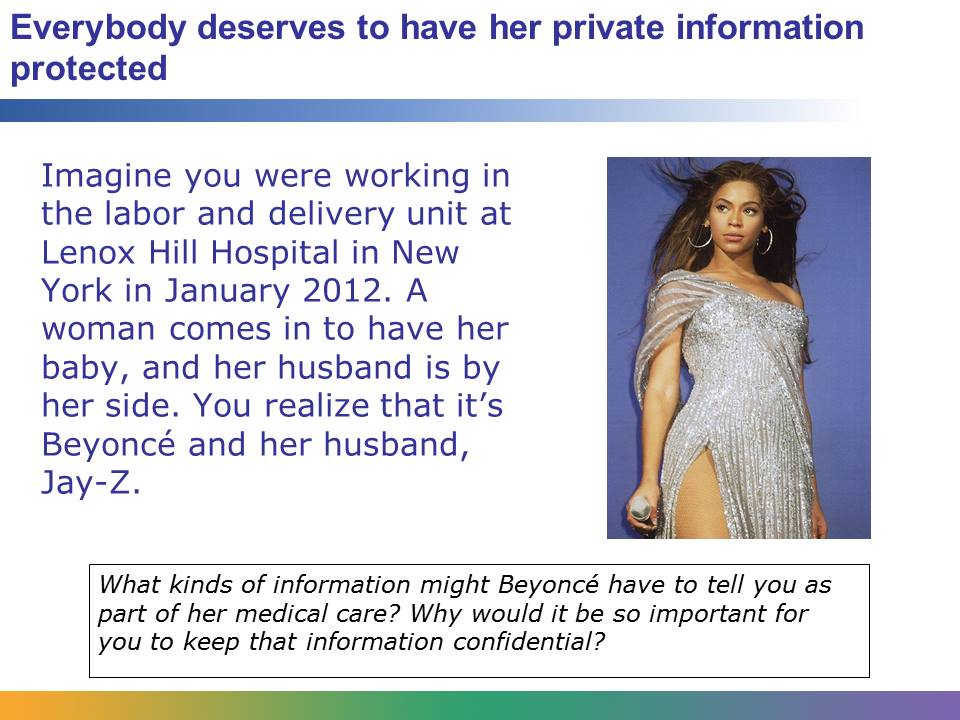 Everybody deserves to have her private information
protected
Imagine you were working in
the labor and delivery unit at
Lenox Hill Hospital in New
York in January 2012. A
woman comes in to have her
baby, and her husband is by
her side. You realize that it’s
Beyoncé and her husband,
Jay-Z.
What kinds of information might Beyoncé have to tell you as
part of her medical care? Why would it be so important for
you to keep that information confidential?